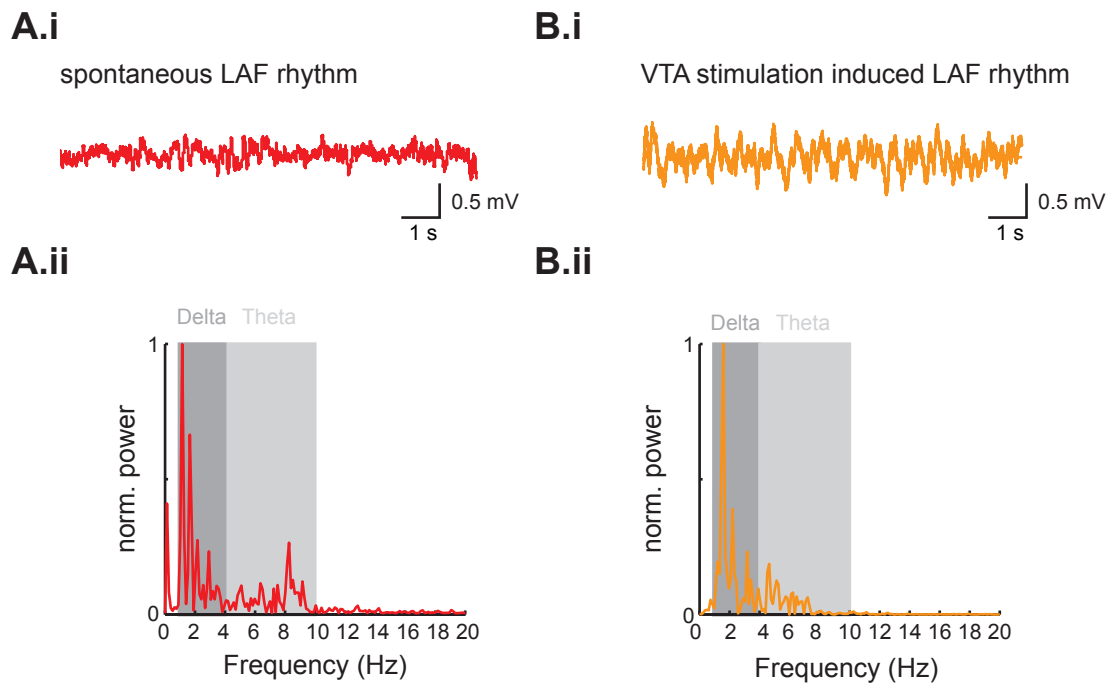 A.i
spontaneous LAF rhythm
0.5 mV
1 s
B.i
VTA stimulation induced LAF rhythm
0.5 mV
1 s
A.ii
Delta Theta
1
norm. power
0
0 2 4 6 8 10 12 14 16 18 20
Frequency (Hz)
B.ii
Delta Theta
1
norm. power
0
0 2 4 6 8 10 12 14 16 18 20
Frequency (Hz)